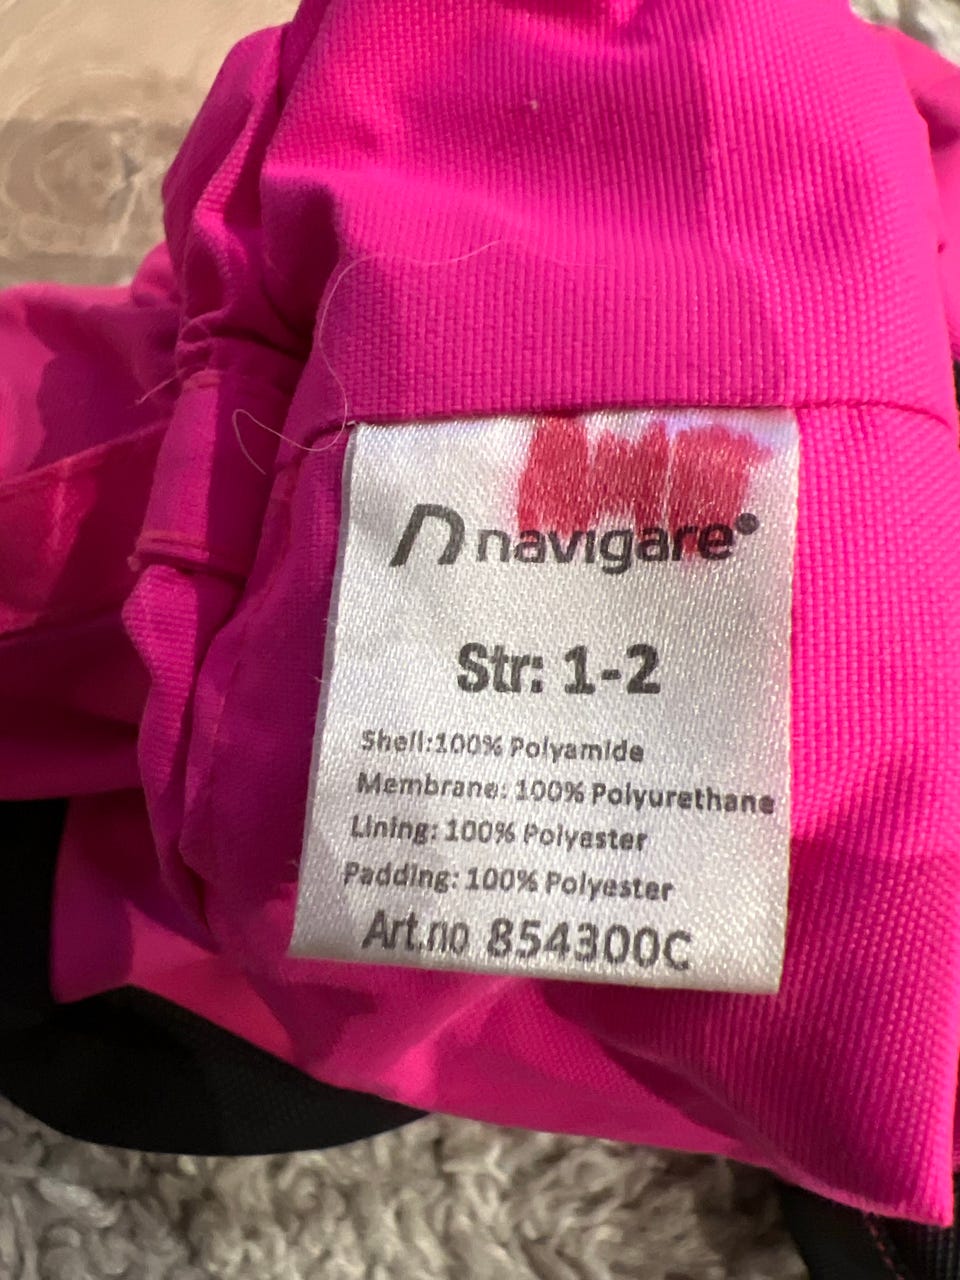 navigare®
Str: 1-2
Shell:100% Polyamide
Membrane: 100% Polyurethane
Lining: 100% Polyester
Padding: 100% Polyester
Art.no 854300C